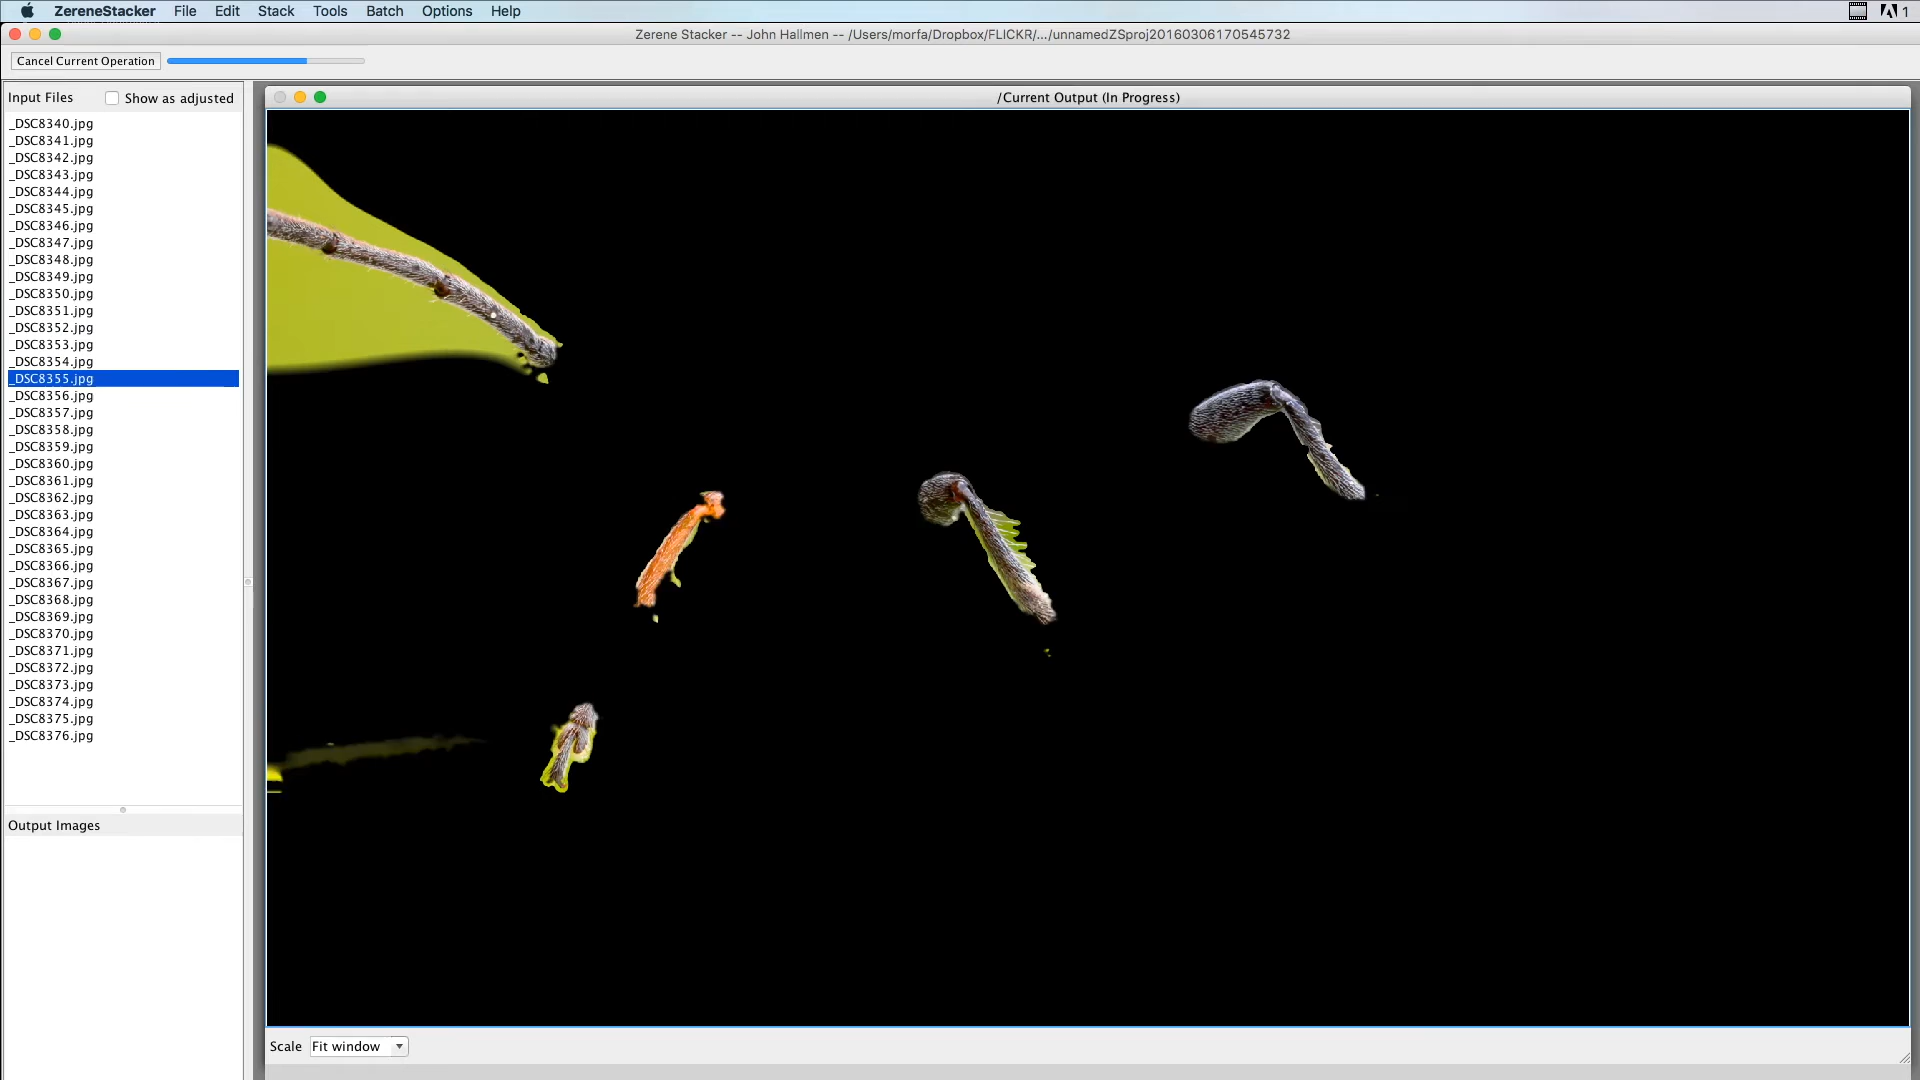 ZereneStacker File Edit Stack Tools Batch Options Help 1
Zerene Stacker -- John Hallmen -- /Users/morfa/Dropbox/FLICKR/.../unnamedZSproj20160306170545732
Cancel Current Operation
Input Files Show as adjusted
/Current Output (In Progress)
_DSC8340.jpg
_DSC8341.jpg
_DSC8342.jpg
_DSC8343.jpg
_DSC8344.jpg
_DSC8345.jpg
_DSC8346.jpg
_DSC8347.jpg
_DSC8348.jpg
_DSC8349.jpg
_DSC8350.jpg
_DSC8351.jpg
_DSC8352.jpg
_DSC8353.jpg
_DSC8354.jpg
_DSC8355.jpg
_DSC8356.jpg
_DSC8357.jpg
_DSC8358.jpg
_DSC8359.jpg
_DSC8360.jpg
_DSC8361.jpg
_DSC8362.jpg
_DSC8363.jpg
_DSC8364.jpg
_DSC8365.jpg
_DSC8366.jpg
_DSC8367.jpg
_DSC8368.jpg
_DSC8369.jpg
_DSC8370.jpg
_DSC8371.jpg
_DSC8372.jpg
_DSC8373.jpg
_DSC8374.jpg
_DSC8375.jpg
_DSC8376.jpg
Output Images
Scale Fit window